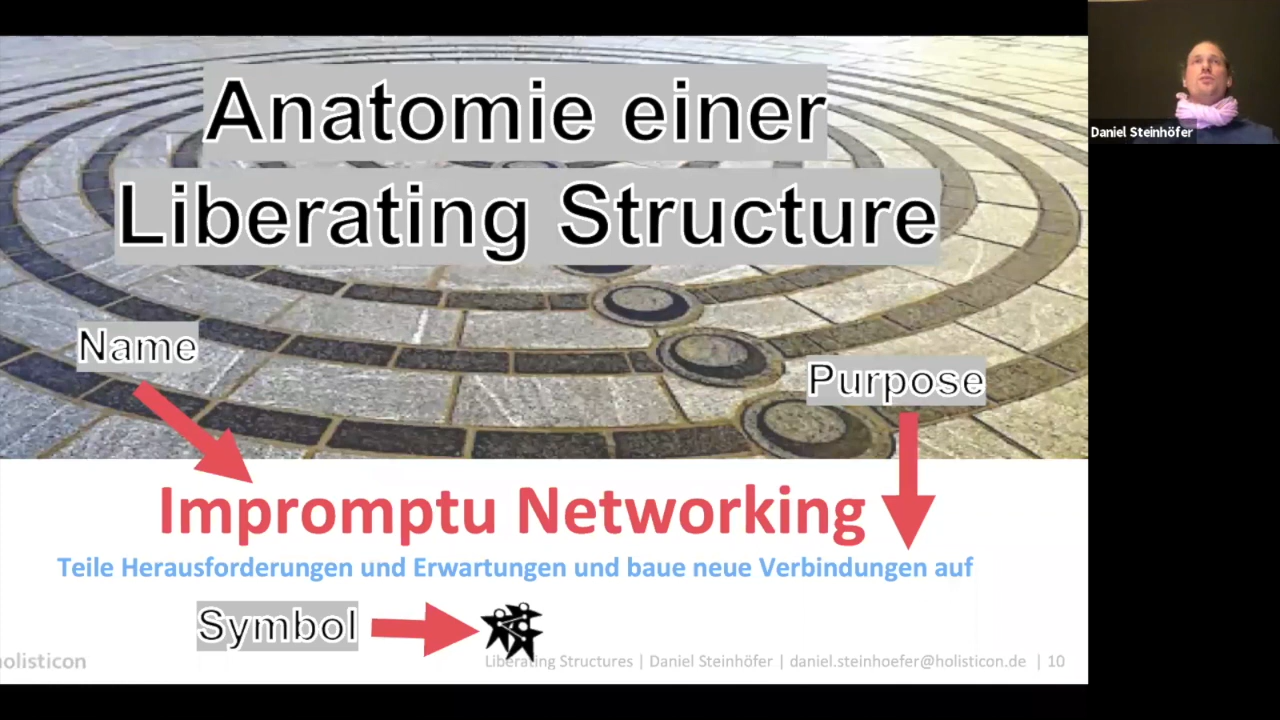 Anatomie einer
Liberating Structure
Daniel Steinhöfer
Name
Purpose
Impromptu Networking
Teile Herausforderungen und Erwartungen und baue neue Verbindungen auf
Symbol
holisticon
Liberating Structures | Daniel Steinhöfer | daniel.steinhoefer@holisticon.de | 10